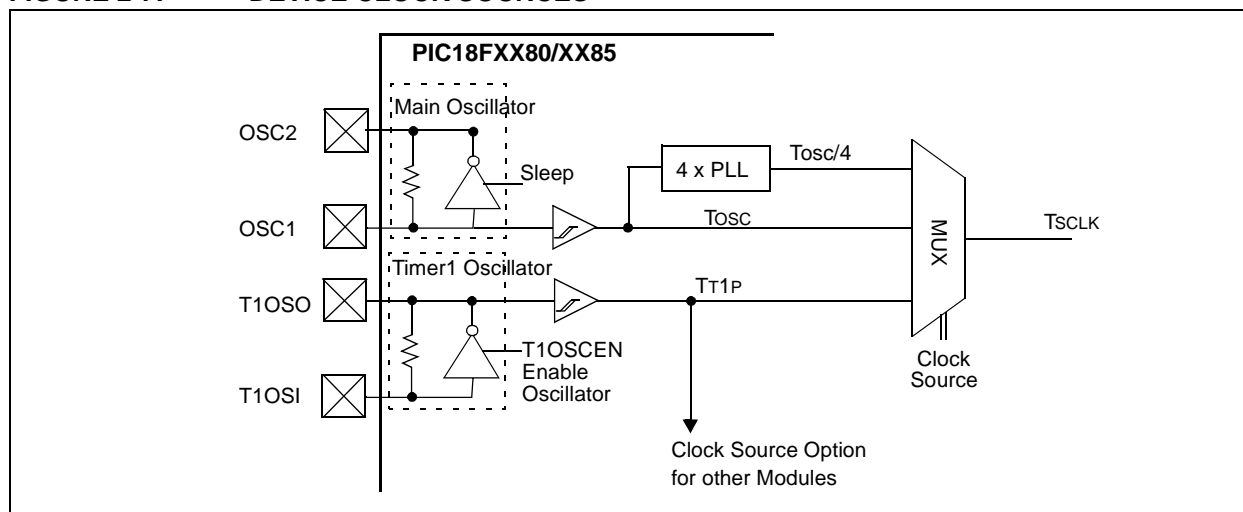 PIC18FXX80/XX85
Main Oscillator
OSC2
Sleep
4 x PLL
Tosc/4
OSC1
TOSC
MUX
TSCLK
Timer1 Oscillator
T1OSO
TT1P
T1OSCEN
Enable
Oscillator
T1OSI
Clock
Source
Clock Source Option
for other Modules